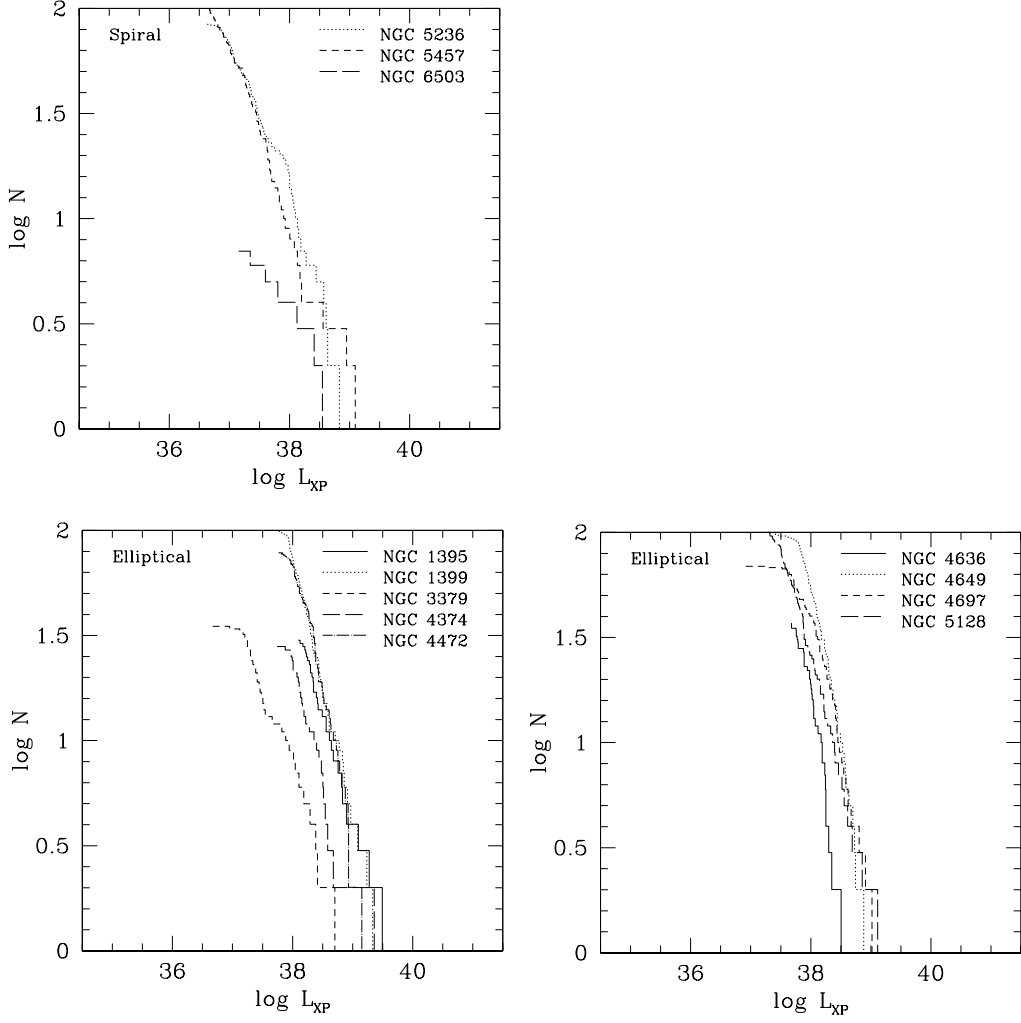 2
Spiral
NGC 5236
NGC 5457
NGC 6503
1.5
1
0.5
0
log N
36 38 40
log L_XP
2
Elliptical
NGC 1395
NGC 1399
NGC 3379
NGC 4374
NGC 4472
1.5
1
0.5
0
log N
36 38 40
log L_XP
2
Elliptical
NGC 4636
NGC 4649
NGC 4697
NGC 5128
1.5
1
0.5
0
log N
36 38 40
log L_XP